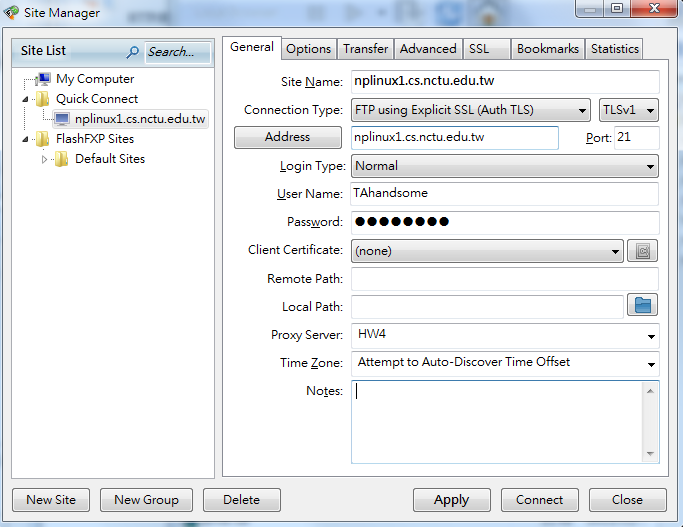 Site Manager
Site List
Search...
My Computer
Quick Connect
nplinux1.cs.nctu.edu.tw
FlashFXP Sites
Default Sites
General Options Transfer Advanced SSL Bookmarks Statistics
Site Name: nplinux1.cs.nctu.edu.tw
Connection Type: FTP using Explicit SSL (Auth TLS) TLSv1
Address nplinux1.cs.nctu.edu.tw Port: 21
Login Type: Normal
User Name: TAhandsome
Password: ●●●●●●●●
Client Certificate: (none)
Remote Path:
Local Path:
Proxy Server: HW4
Time Zone: Attempt to Auto-Discover Time Offset
Notes:
New Site New Group Delete Apply Connect Close